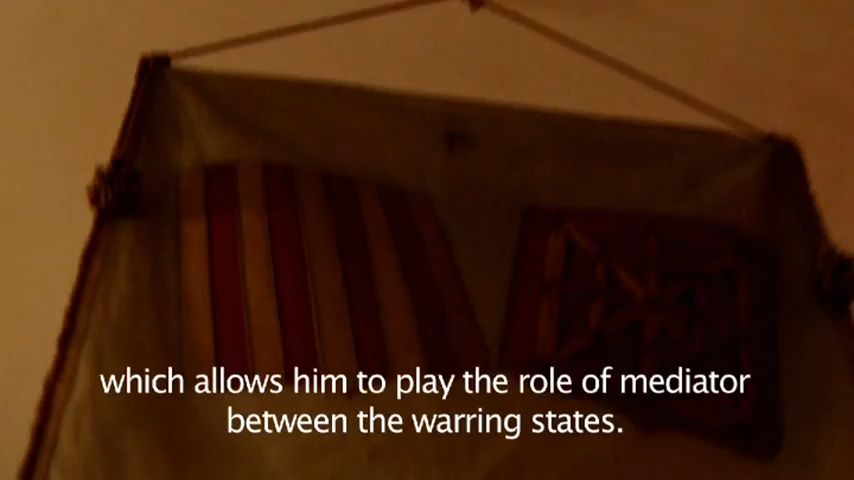 which allows him to play the role of mediator
between the warring states.